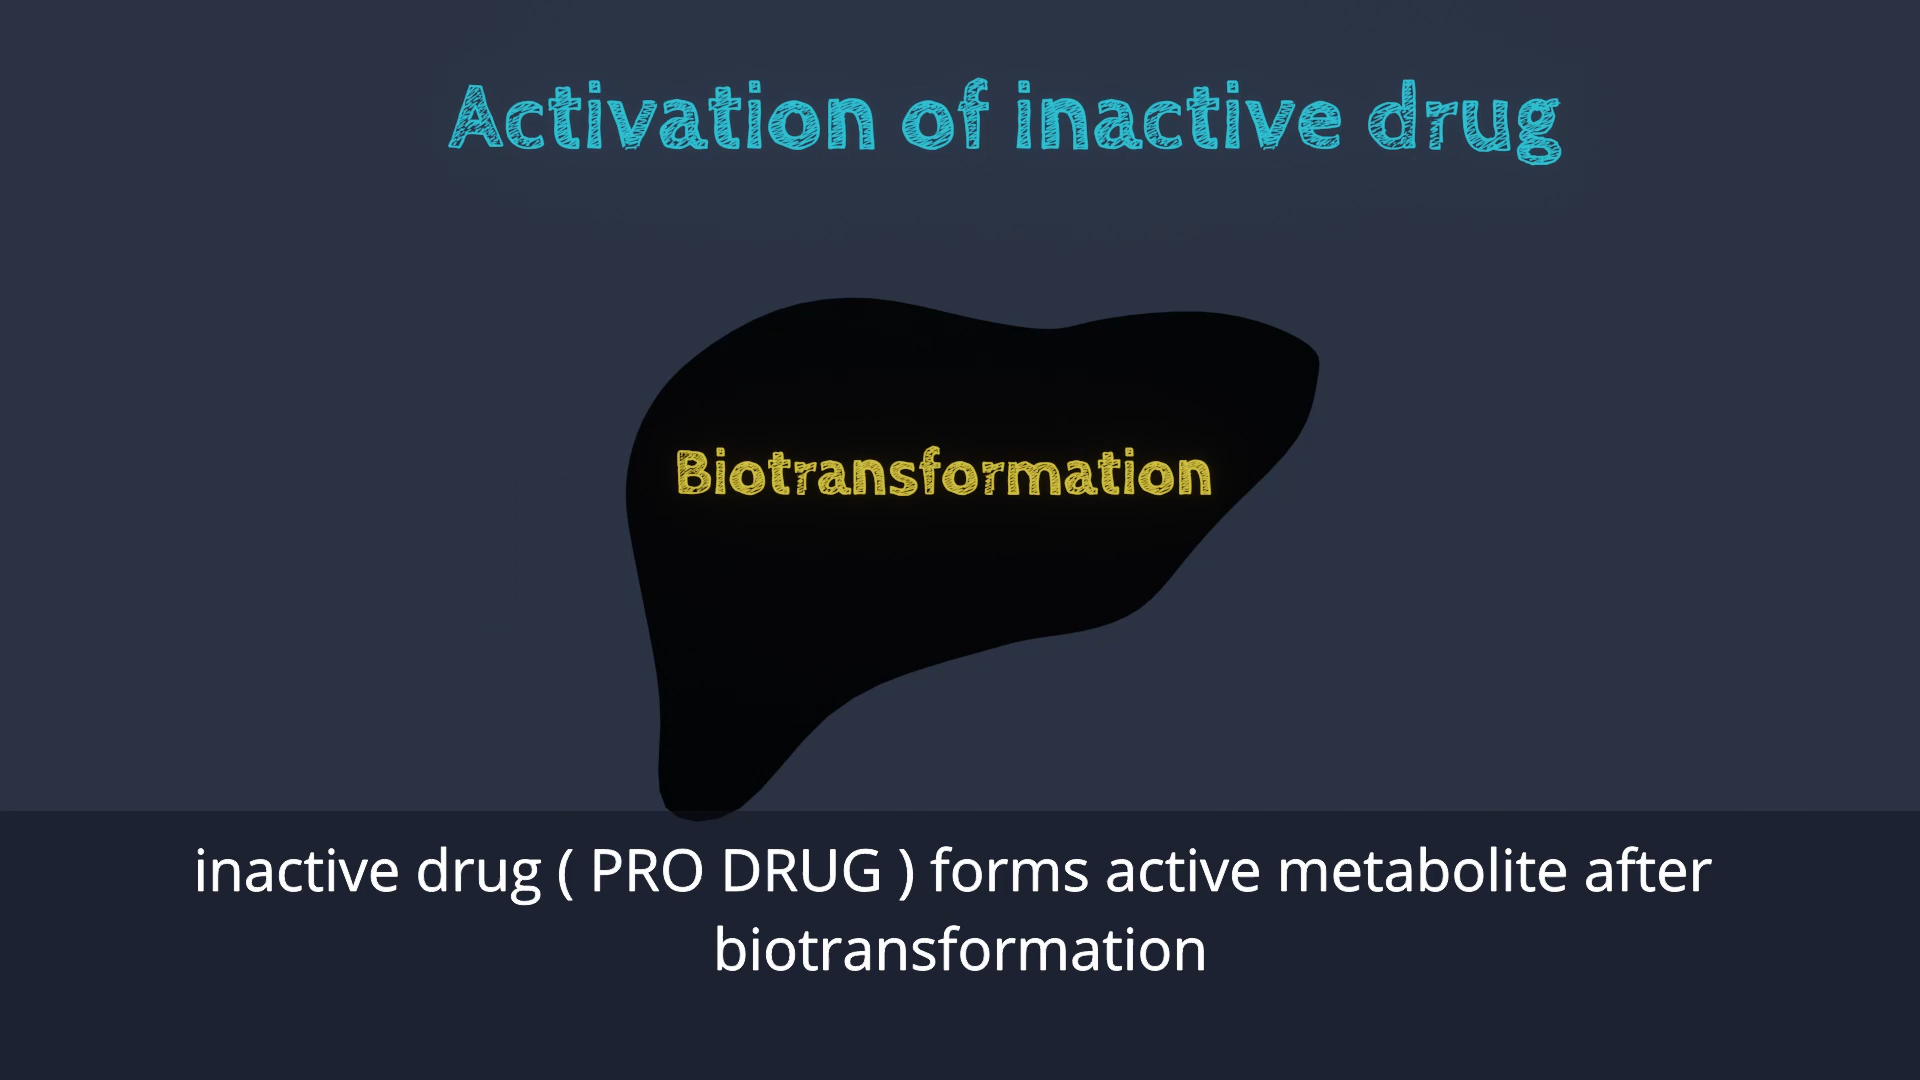 Activation of inactive drug
Biotransformation
inactive drug ( PRO DRUG ) forms active metabolite after
biotransformation